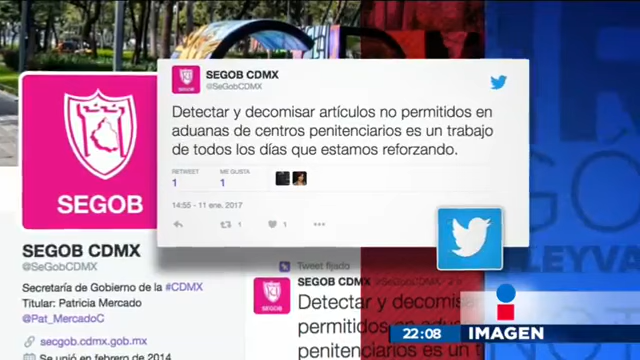 SEGOB CDMX
@SeGobCDMX
Detectar y decomisar artículos no permitidos en
aduanas de centros penitenciarios es un trabajo
de todos los días que estamos reforzando.
RETWEET
ME GUSTA
1
1
14:55 - 11 ene. 2017
1
1
SEGOB
SEGOB CDMX
@SeGobCDMX
Secretaría de Gobierno de la #CDMX
Titular: Patricia Mercado
@Pat_MercadoC
secgob.cdmx.gob.mx
Se unió en febrero de 2014
Tweet fijado
SEGOB CDMX @SeGobCDMX
Detectar y decomisar
permitidos en
penitenciarios es un t
LEYVA
22:08
IMAGEN